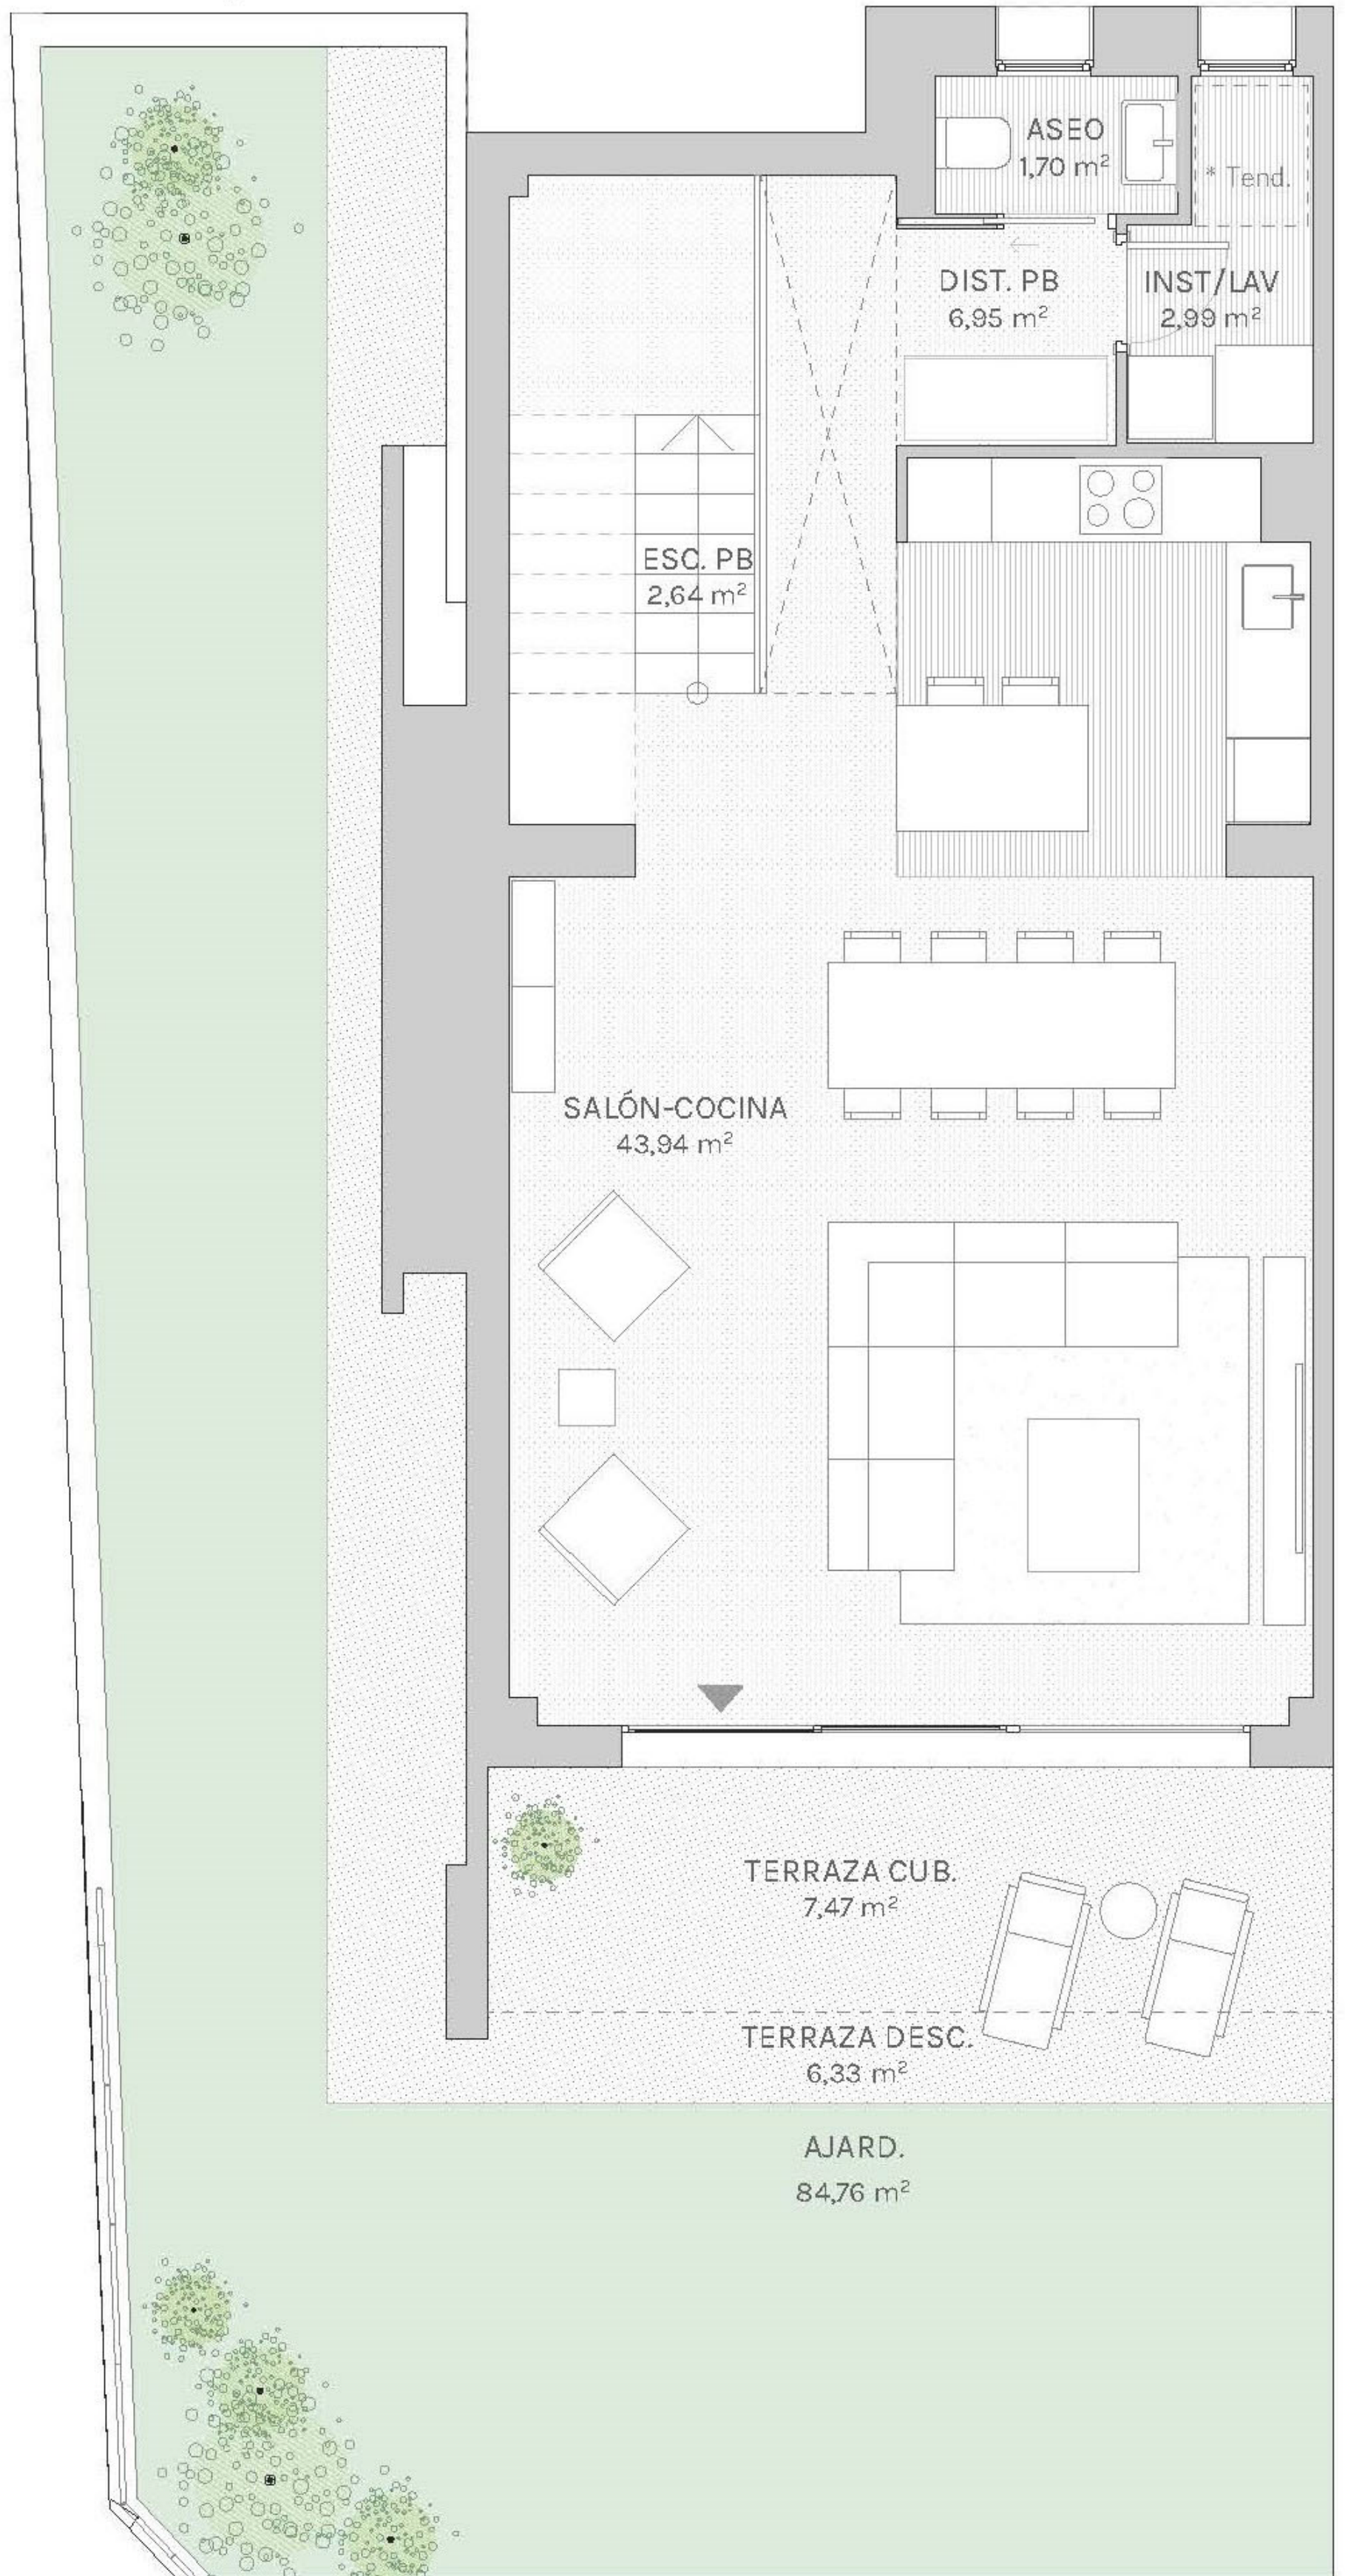 ASEO
1,70 m²
* Tend.
DIST. PB
6,95 m²
INST/LAV
2,99 m²
ESC. PB
2,64 m²
SALÓN-COCINA
43,94 m²
TERRAZA CUB.
7,47 m²
TERRAZA DESC.
6,33 m²
AJARD.
84,76 m²